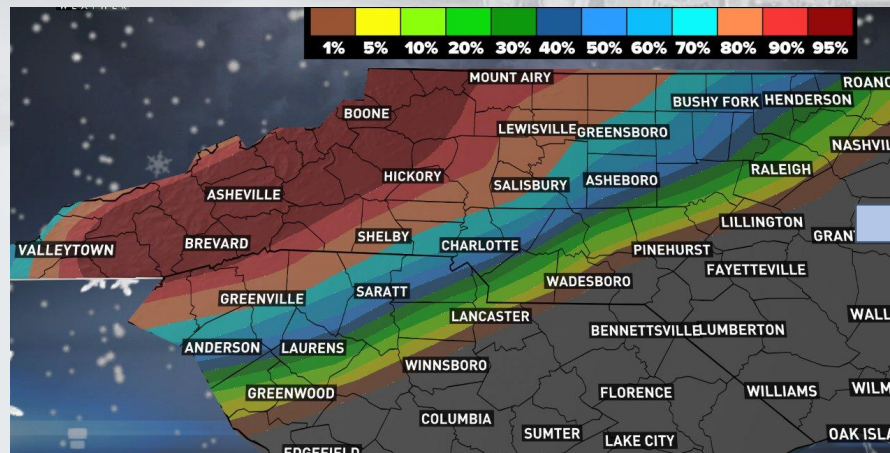 WEATHER
1% 5% 10% 20% 30% 40% 50% 60% 70% 80% 90% 95%
MOUNT AIRY
ROANO
BUSHY FORK HENDERSON
BOONE
LEWISVILLE GREENSBORO
NASHVIL
HICKORY
RALEIGH
SALISBURY ASHEBORO
ASHEVILLE
LILLINGTON
SHELBY
GRANT
BREVARD
CHARLOTTE
VALLEYTOWN
PINEHURST
FAYETTEVILLE
WADESBORO
GREENVILLE SARATT
LANCASTER
WALL
BENNETTSVILLE LUMBERTON
ANDERSON LAURENS
WINNSBORO
GREENWOOD
FLORENCE WILLIAMS WILM
COLUMBIA
SUMTER
LAKE CITY
OAK ISLA
EDGEFIELD